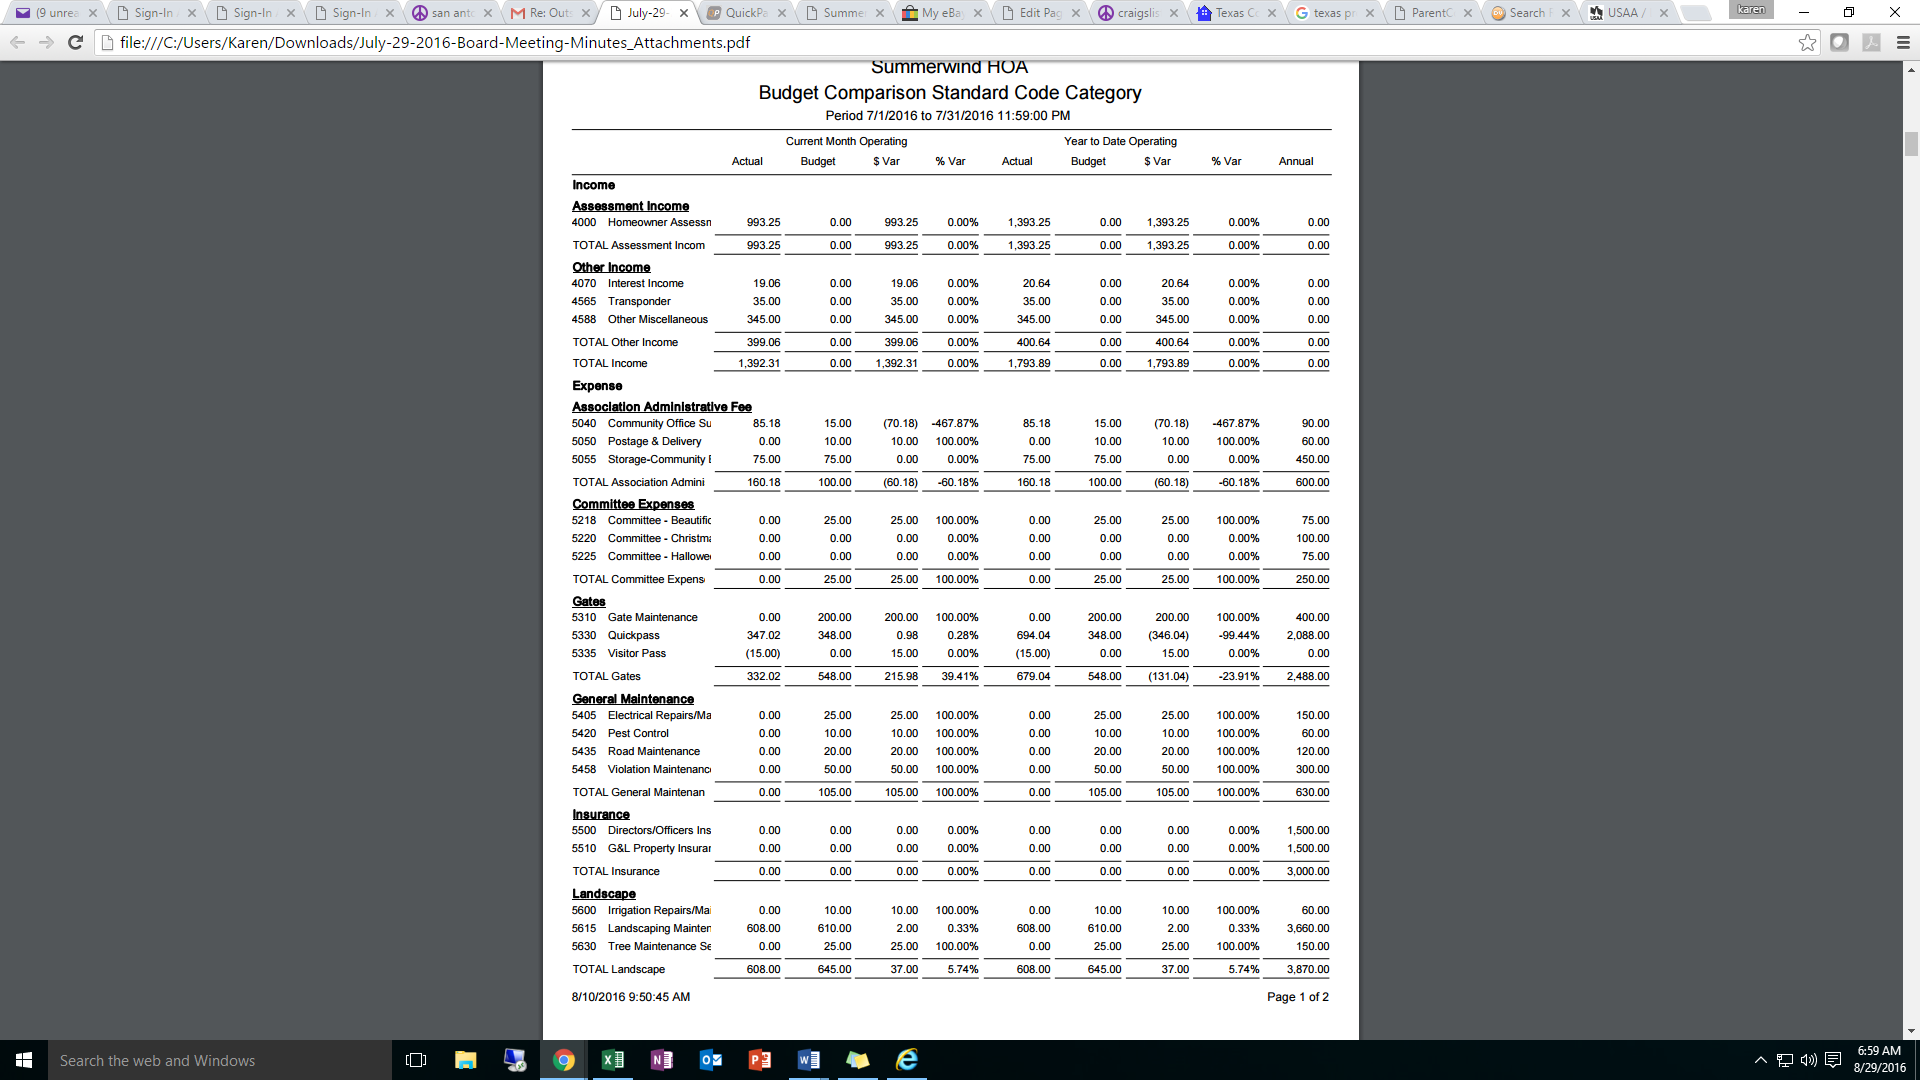 (9 unrea
Sign-In
Sign-In
Sign-In
san anto
Re: Outs
July-29-
QuickPa
Summer
My eBa
Edit Pag
craigslis
Texas C
texas pr
ParentC
Search
USAA /
karen
file:///C:/Users/Karen/Downloads/July-29-2016-Board-Meeting-Minutes_Attachments.pdf
Summerwind HOA
Budget Comparison Standard Code Category
Period 7/1/2016 to 7/31/2016 11:59:00 PM
Current Month Operating Year to Date Operating
Actual Budget $ Var % Var Actual Budget $ Var % Var Annual
Income
Assessment Income
4000 Homeowner Assessn 993.25 0.00 993.25 0.00% 1,393.25 0.00 1,393.25 0.00% 0.00
TOTAL Assessment Incom 993.25 0.00 993.25 0.00% 1,393.25 0.00 1,393.25 0.00% 0.00
Other Income
4070 Interest Income 19.06 0.00 19.06 0.00% 20.64 0.00 20.64 0.00% 0.00
4565 Transponder 35.00 0.00 35.00 0.00% 35.00 0.00 35.00 0.00% 0.00
4588 Other Miscellaneous 345.00 0.00 345.00 0.00% 345.00 0.00 345.00 0.00% 0.00
TOTAL Other Income 399.06 0.00 399.06 0.00% 400.64 0.00 400.64 0.00% 0.00
TOTAL Income 1,392.31 0.00 1,392.31 0.00% 1,793.89 0.00 1,793.89 0.00% 0.00
Expense
Association Administrative Fee
5040 Community Office Su 85.18 15.00 (70.18) -467.87% 85.18 15.00 (70.18) -467.87% 90.00
5050 Postage & Delivery 0.00 10.00 10.00 100.00% 0.00 10.00 10.00 100.00% 60.00
5055 Storage-Community E 75.00 75.00 0.00 0.00% 75.00 75.00 0.00 0.00% 450.00
TOTAL Association Admini 160.18 100.00 (60.18) -60.18% 160.18 100.00 (60.18) -60.18% 600.00
Committee Expenses
5218 Committee - Beautific 0.00 25.00 25.00 100.00% 0.00 25.00 25.00 100.00% 75.00
5220 Committee - Christma 0.00 0.00 0.00 0.00% 0.00 0.00 0.00 0.00% 100.00
5225 Committee - Hallowe 0.00 0.00 0.00 0.00% 0.00 0.00 0.00 0.00% 75.00
TOTAL Committee Expens 0.00 25.00 25.00 100.00% 0.00 25.00 25.00 100.00% 250.00
Gates
5310 Gate Maintenance 0.00 200.00 200.00 100.00% 0.00 200.00 200.00 100.00% 400.00
5330 Quickpass 347.02 348.00 0.98 0.28% 694.04 348.00 (346.04) -99.44% 2,088.00
5335 Visitor Pass (15.00) 0.00 15.00 0.00% (15.00) 0.00 15.00 0.00% 0.00
TOTAL Gates 332.02 548.00 215.98 39.41% 679.04 548.00 (131.04) -23.91% 2,488.00
General Maintenance
5405 Electrical Repairs/Ma 0.00 25.00 25.00 100.00% 0.00 25.00 25.00 100.00% 150.00
5420 Pest Control 0.00 10.00 10.00 100.00% 0.00 10.00 10.00 100.00% 60.00
5435 Road Maintenance 0.00 20.00 20.00 100.00% 0.00 20.00 20.00 100.00% 120.00
5458 Violation Maintenanc 0.00 50.00 50.00 100.00% 0.00 50.00 50.00 100.00% 300.00
TOTAL General Maintenan 0.00 105.00 105.00 100.00% 0.00 105.00 105.00 100.00% 630.00
Insurance
5500 Directors/Officers Ins 0.00 0.00 0.00 0.00% 0.00 0.00 0.00 0.00% 1,500.00
5510 G&L Property Insurar 0.00 0.00 0.00 0.00% 0.00 0.00 0.00 0.00% 1,500.00
TOTAL Insurance 0.00 0.00 0.00 0.00% 0.00 0.00 0.00 0.00% 3,000.00
Landscape
5600 Irrigation Repairs/Mai 0.00 10.00 10.00 100.00% 0.00 10.00 10.00 100.00% 60.00
5615 Landscaping Mainten 608.00 610.00 2.00 0.33% 608.00 610.00 2.00 0.33% 3,660.00
5630 Tree Maintenance Se 0.00 25.00 25.00 100.00% 0.00 25.00 25.00 100.00% 150.00
TOTAL Landscape 608.00 645.00 37.00 5.74% 608.00 645.00 37.00 5.74% 3,870.00
8/10/2016 9:50:45 AM Page 1 of 2
Search the web and Windows
6:59 AM
8/29/2016